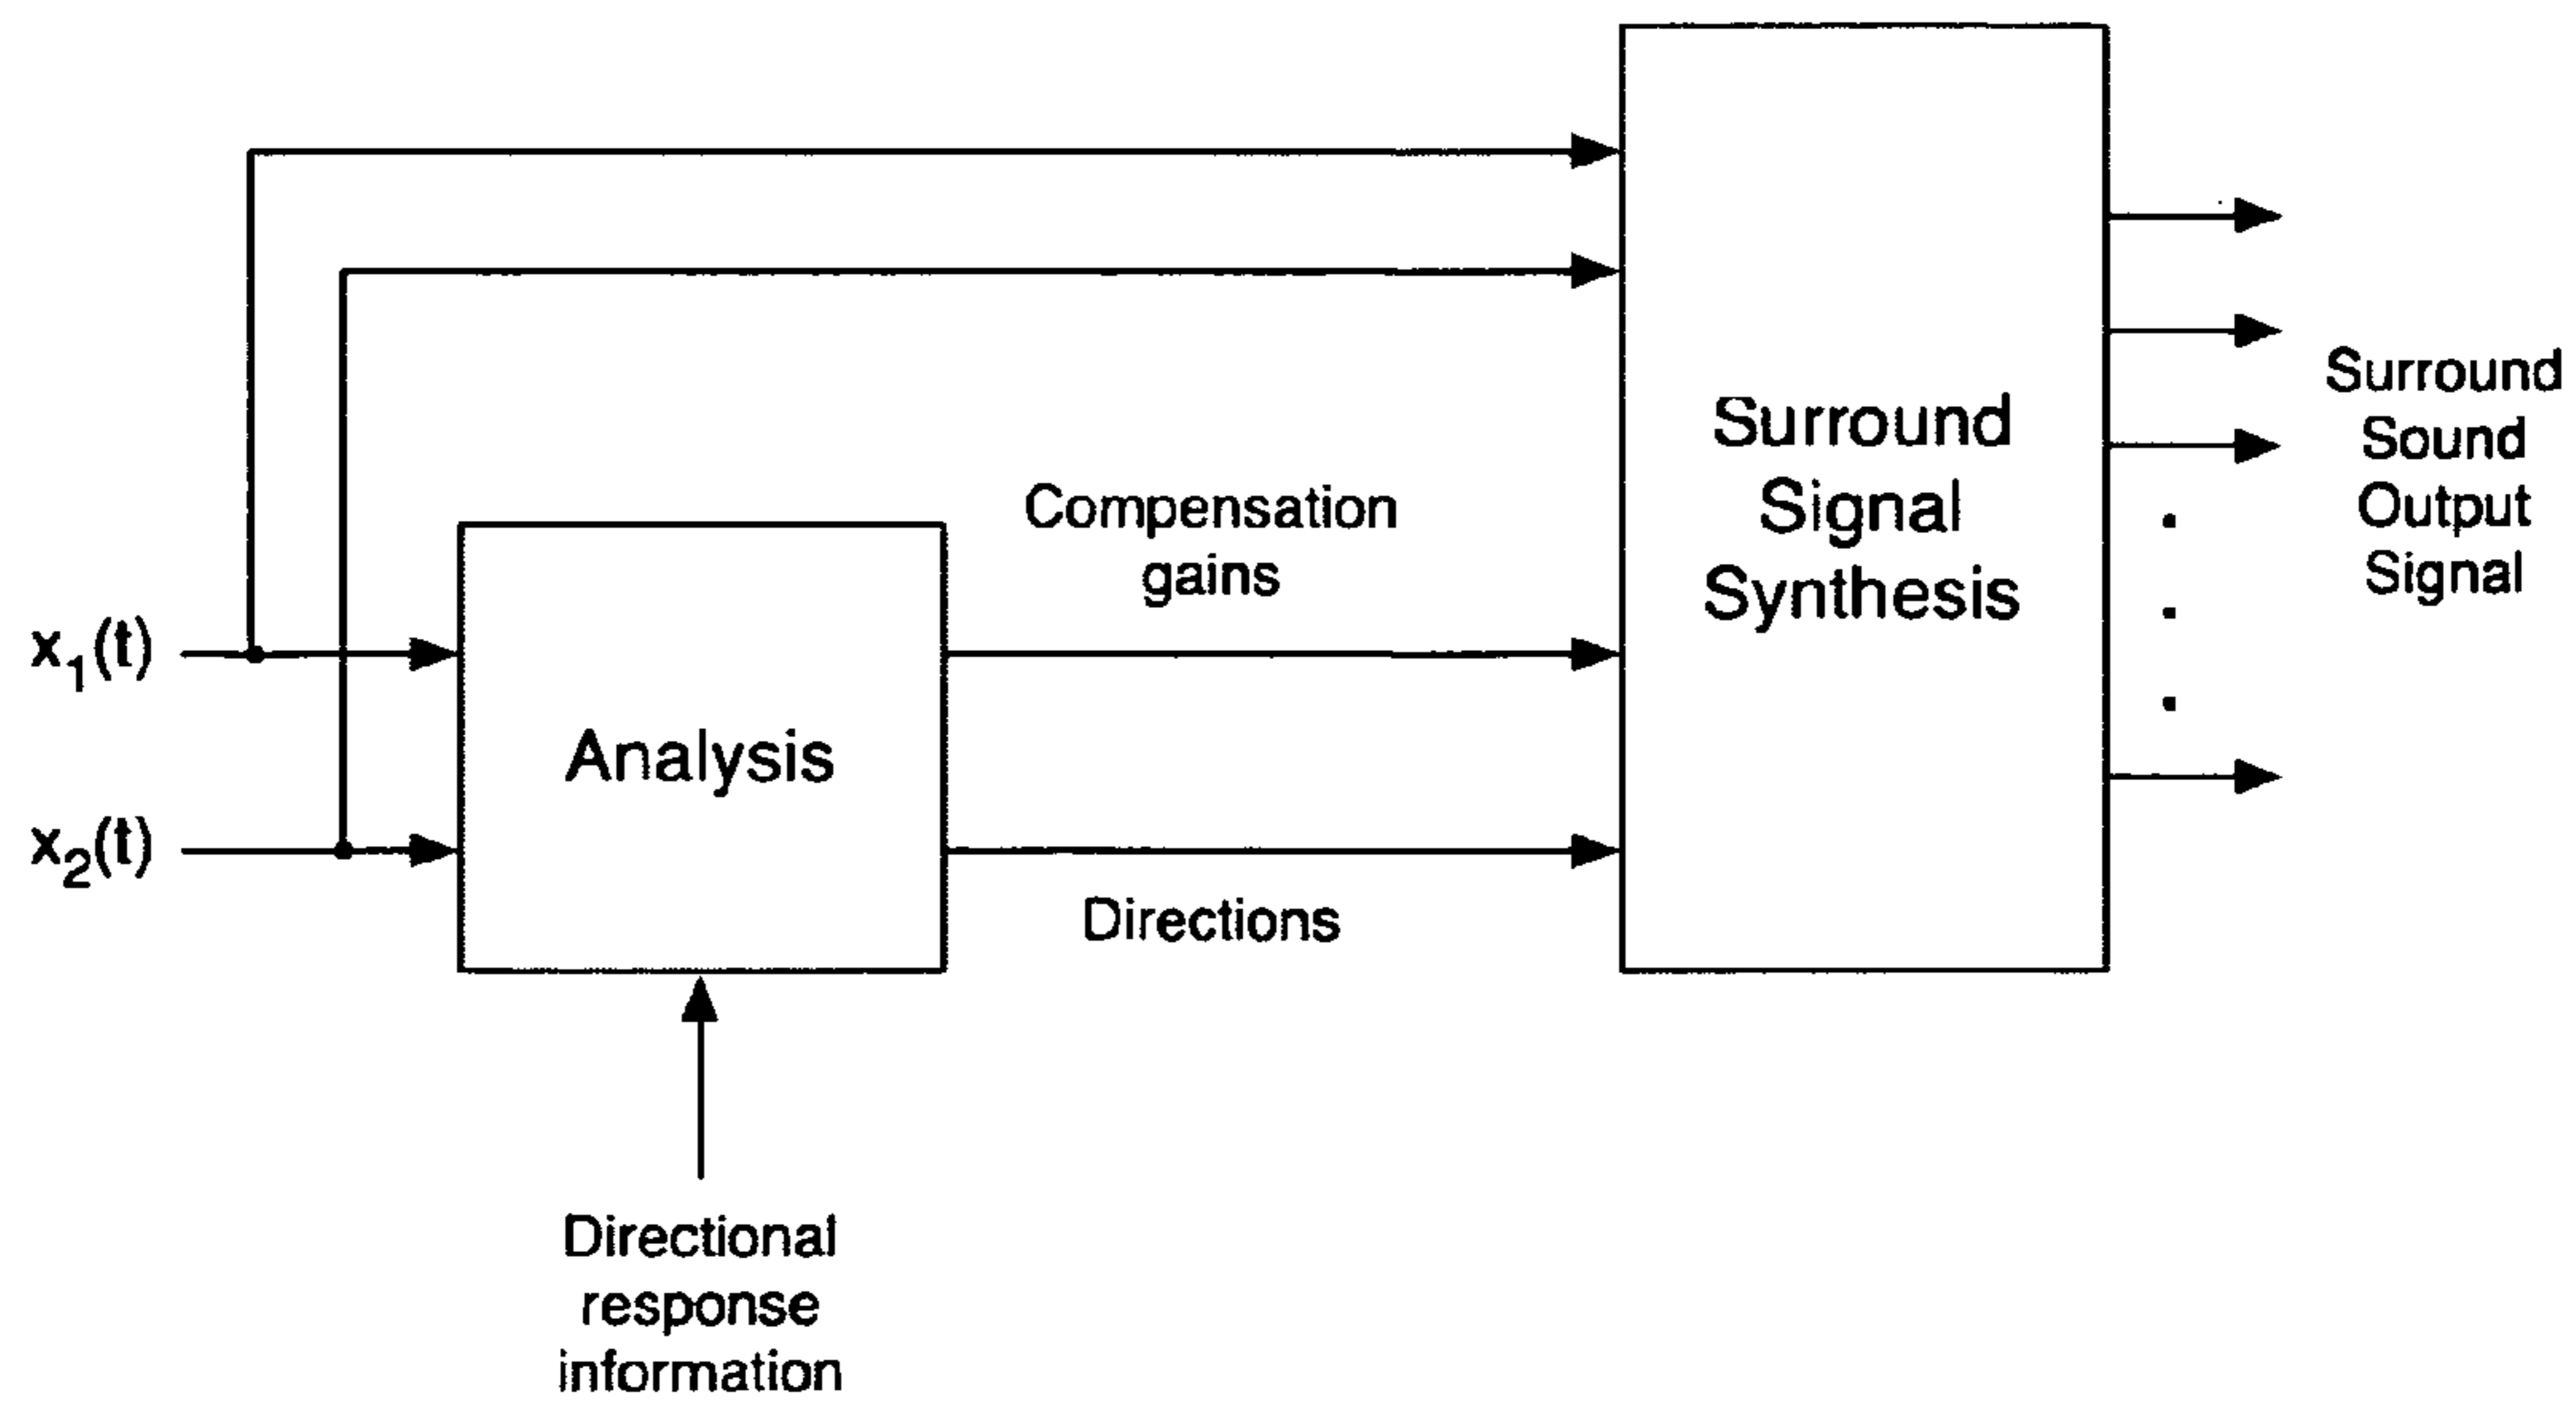 Surround
Signal
Synthesis
Surround
Sound
Output
Signal
Compensation
gains
x₁(t)
x₂(t)
Analysis
Directions
Directional
response
information